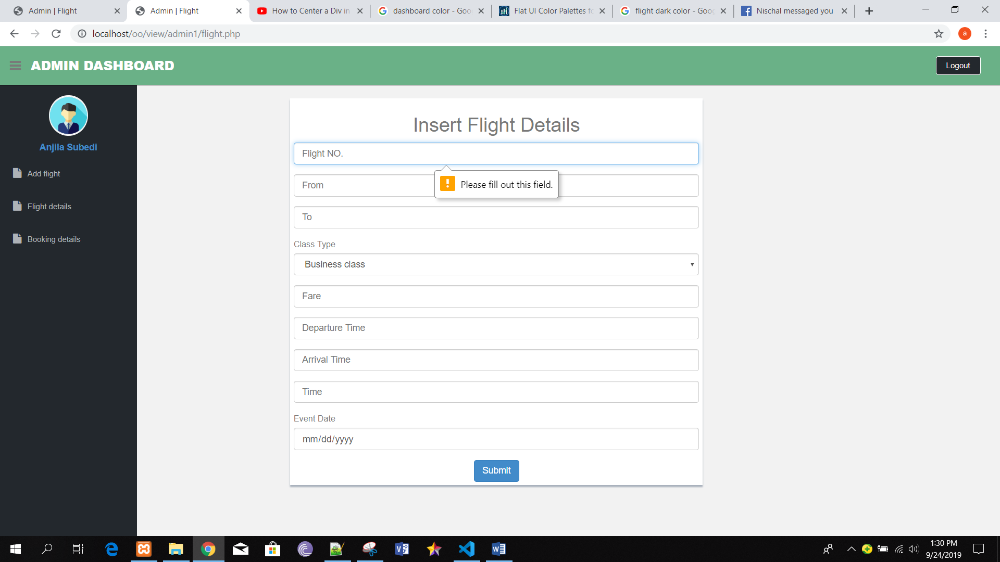 Admin | Flight
Admin | Flight
How to Center a Div in
dashboard color - Goo
Flat UI Color Palettes fo
flight dark color - Goog
Nischal messaged you
localhost/oo/view/admin1/flight.php
a
ADMIN DASHBOARD
Logout
Anjila Subedi
Add flight
Flight details
Booking details
Insert Flight Details
Flight NO.
Please fill out this field.
From
To
Class Type
Business class
Fare
Departure Time
Arrival Time
Time
Event Date
mm/dd/yyyy
Submit
1:30 PM
9/24/2019